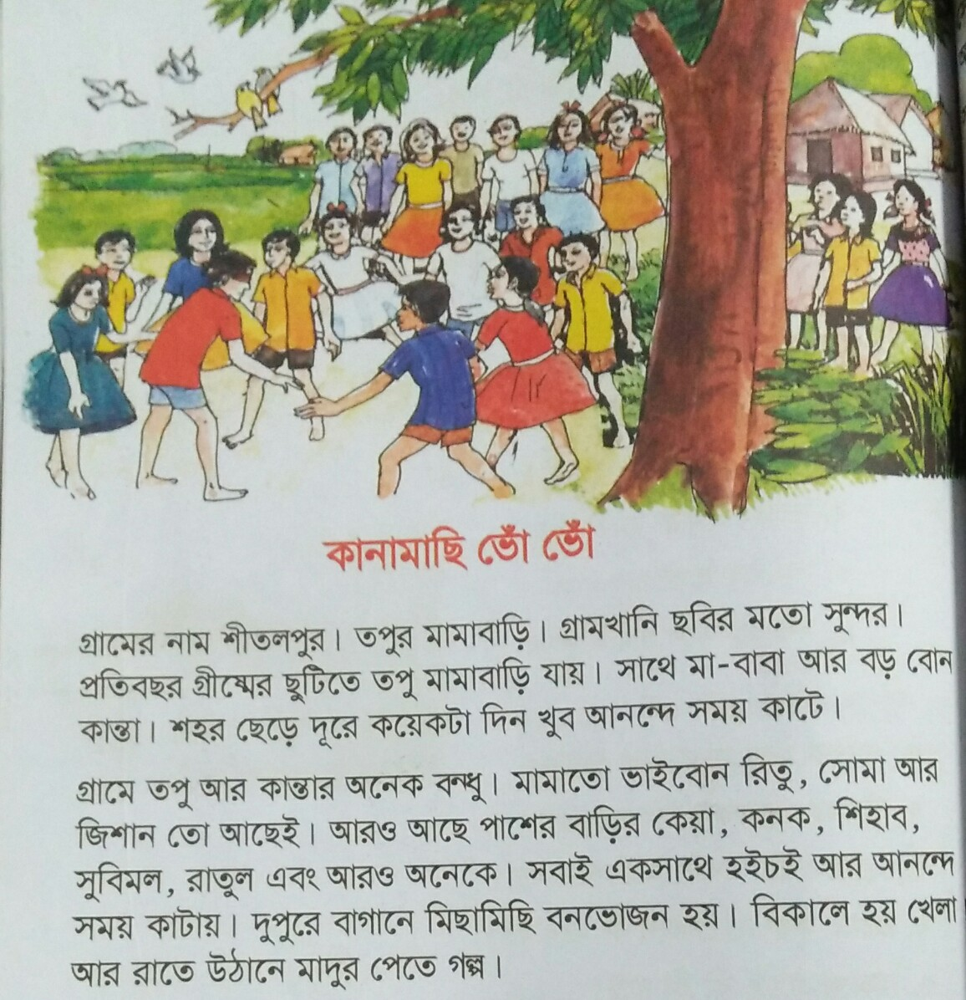 কানামাছি ভোঁ ভোঁ
গ্রামের নাম শীতলপুর। তপুর মামাবাড়ি। গ্রামখানি ছবির মতো সুন্দর।
প্রতিবছর গ্রীষ্মের ছুটিতে তপু মামাবাড়ি যায়। সাথে মা-বাবা আর বড় বোন
কান্তা। শহর ছেড়ে দূরে কয়েকটা দিন খুব আনন্দে সময় কাটে।
গ্রামে তপু আর কান্তার অনেক বন্ধু। মামাতো ভাইবোন রিতু, সোমা আর
জিশান তো আছেই। আরও আছে পাশের বাড়ির কেয়া, কনক, শিহাব,
সুবিমল, রাতুল এবং আরও অনেকে। সবাই একসাথে হইচই আর আনন্দে
সময় কাটায়। দুপুরে বাগানে মিছামিছি বনভোজন হয়। বিকালে হয় খেলা
আর রাতে উঠানে মাদুর পেতে গল্প।